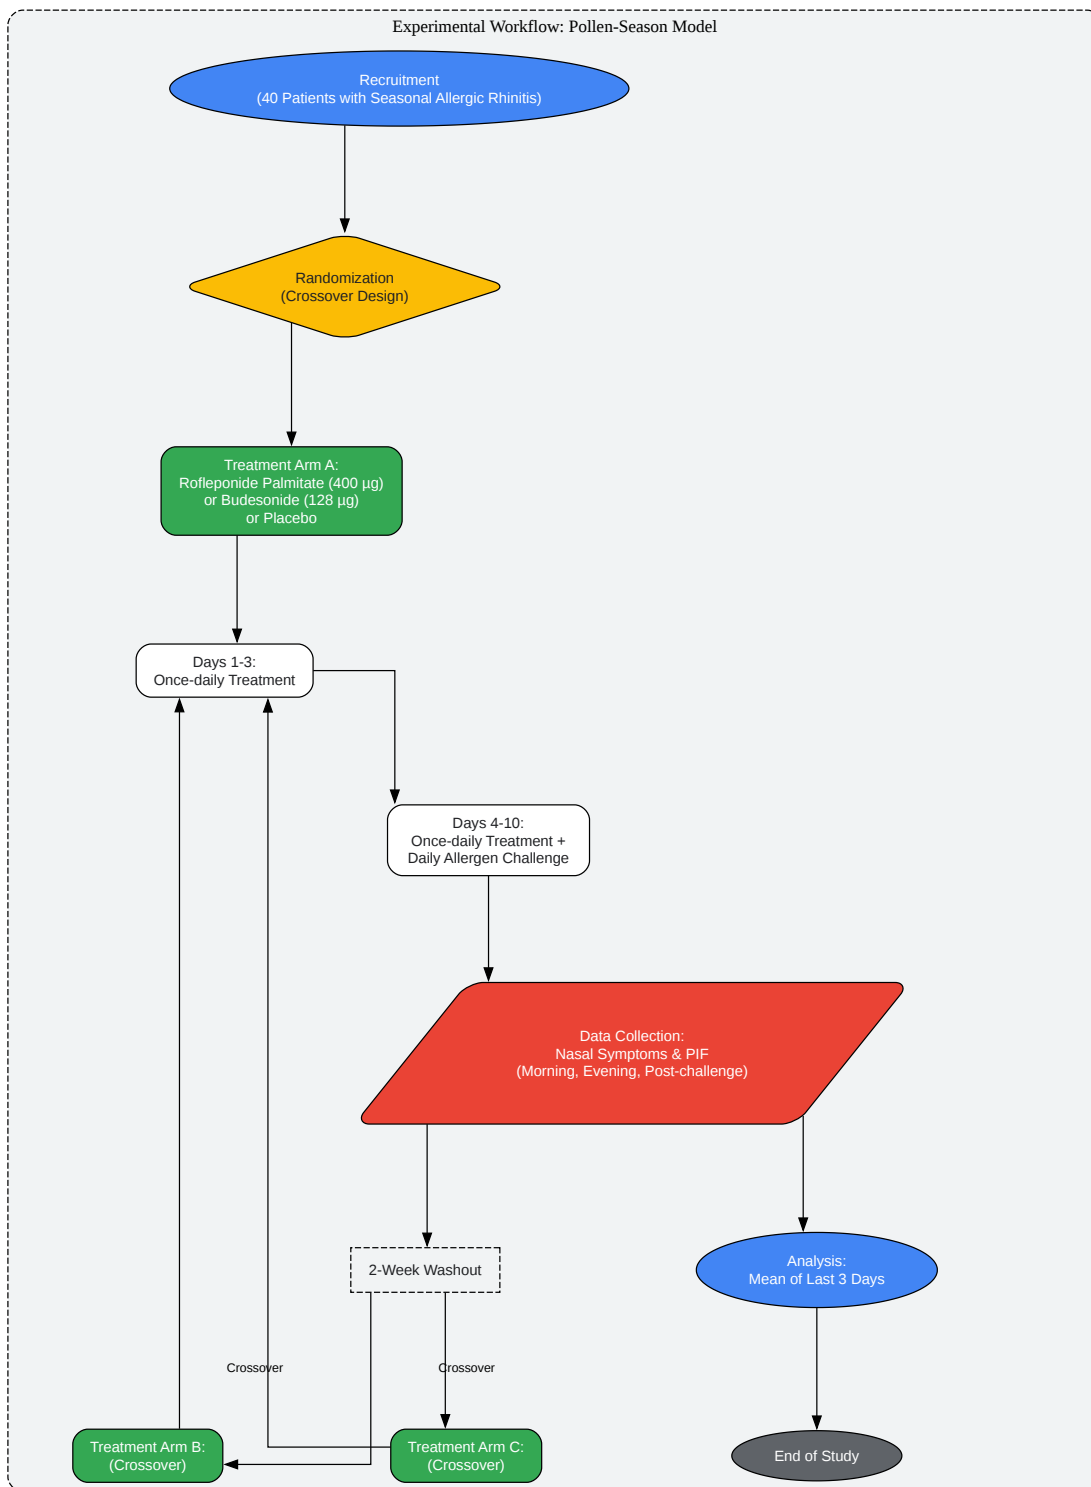 Experimental Workflow: Pollen-Season Model
Recruitment
(40 Patients with Seasonal Allergic Rhinitis)
Randomization
(Crossover Design)
Treatment Arm A:
Rofleponide Palmitate (400 µg)
or Budesonide (128 µg)
or Placebo
Days 1-3:
Once-daily Treatment
Days 4-10:
Once-daily Treatment +
Daily Allergen Challenge
Data Collection:
Nasal Symptoms & PIF
(Morning, Evening, Post-challenge)
2-Week Washout
Analysis:
Mean of Last 3 Days
Crossover
Crossover
Treatment Arm B:
(Crossover)
Treatment Arm C:
(Crossover)
End of Study